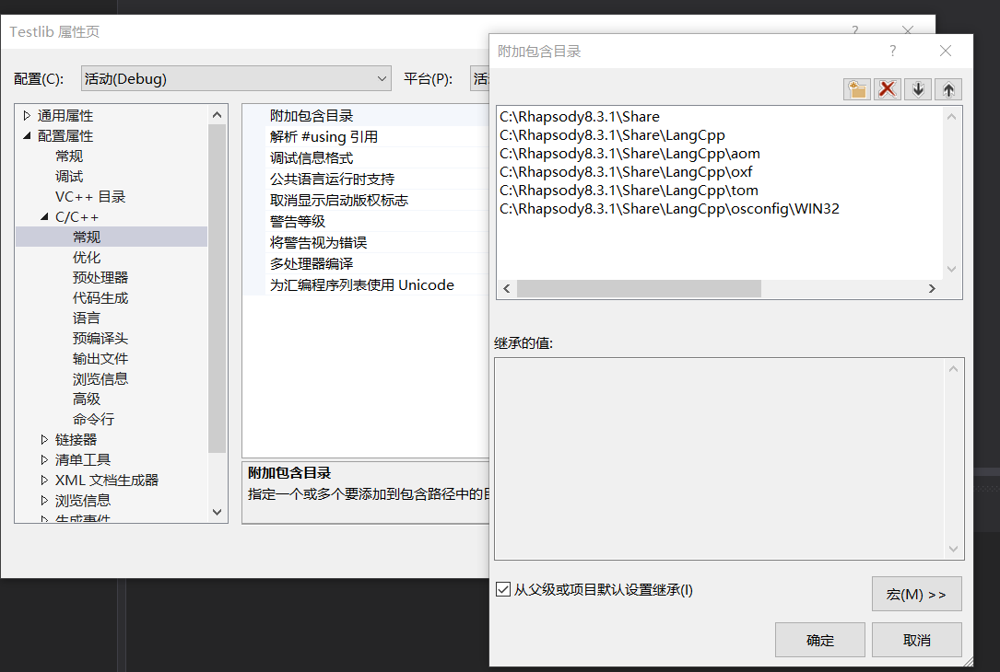 Testlib 属性页
配置(C):
活动(Debug)
平台(P):
通用属性
配置属性
常规
调试
VC++ 目录
C/C++
常规
优化
预处理器
代码生成
语言
预编译头
输出文件
浏览信息
高级
命令行
链接器
清单工具
XML 文档生成器
浏览信息
生成事件
附加包含目录
解析 #using 引用
调试信息格式
公共语言运行时支持
取消显示启动版权标志
警告等级
将警告视为错误
多处理器编译
为汇编程序列表使用 Unicode
附加包含目录
指定一个或多个要添加到包含路径中的
附加包含目录
C:\Rhapsody8.3.1\Share
C:\Rhapsody8.3.1\Share\LangCpp
C:\Rhapsody8.3.1\Share\LangCpp\aom
C:\Rhapsody8.3.1\Share\LangCpp\oxf
C:\Rhapsody8.3.1\Share\LangCpp\tom
C:\Rhapsody8.3.1\Share\LangCpp\osconfig\WIN32
继承的值:
从父级或项目默认设置继承(I)
宏(M) >>
确定
取消